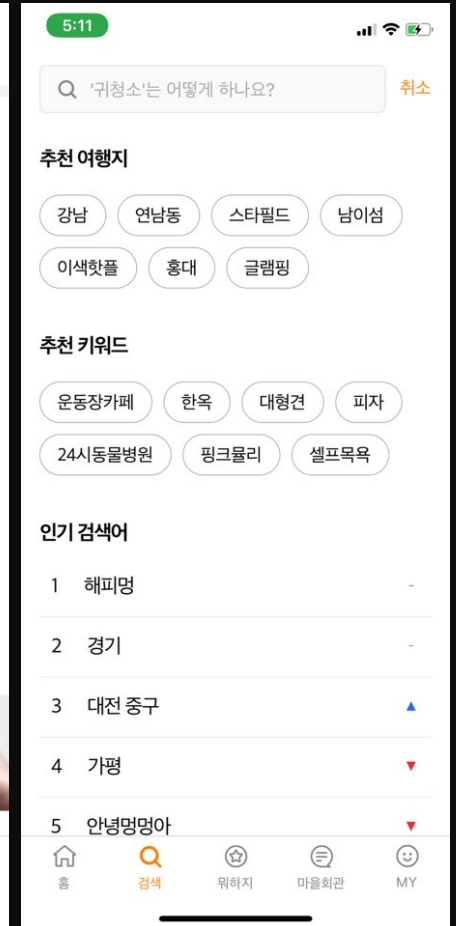 5:11
'귀청소'는 어떻게 하나요? 취소
추천 여행지
강남 연남동 스타필드 남이섬
이색핫플 홍대 글램핑
추천 키워드
운동장카페 한옥 대형견 피자
24시동물병원 핑크뮬리 셀프목욕
인기 검색어
1 해피멍 -
2 경기 -
3 대전 중구 ▲
4 가평 ▼
5 안녕멍멍아 ▼
홈 검색 뭐하지 마을회관 MY